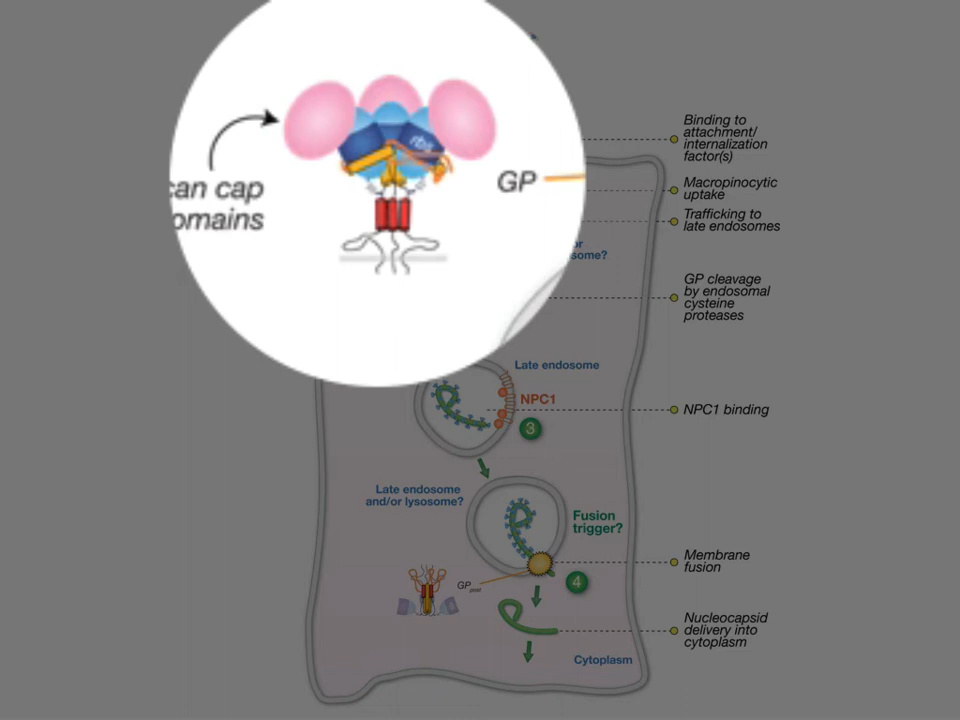 rbs
can cap
omains
GP
Binding to
attachment/
internalization
factor(s)
Macropinocytic
uptake
Trafficking to
late endosomes
or
some?
GP cleavage
by endosomal
cysteine
proteases
Late endosome
NPC1
NPC1 binding
3
Late endosome
and/or lysosome?
Fusion
trigger?
Membrane
fusion
GP
4
Nucleocapsid
delivery into
cytoplasm
Cytoplasm